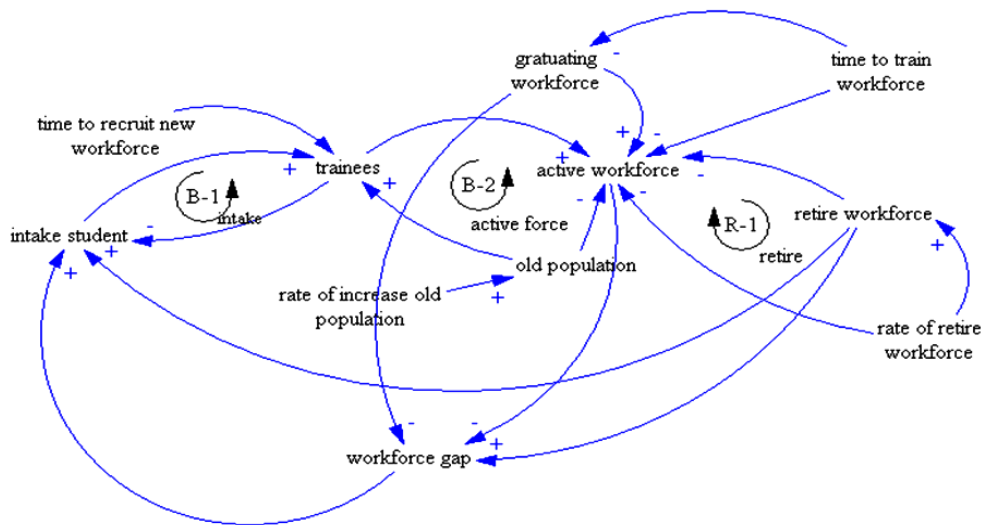 gratuating
workforce
time to train
workforce
time to recruit new
workforce
trainees
active workforce
B-1
intake
B-2
active force
R-1
retire
retire workforce
intake student
old population
rate of increase old
population
rate of retire
workforce
workforce gap